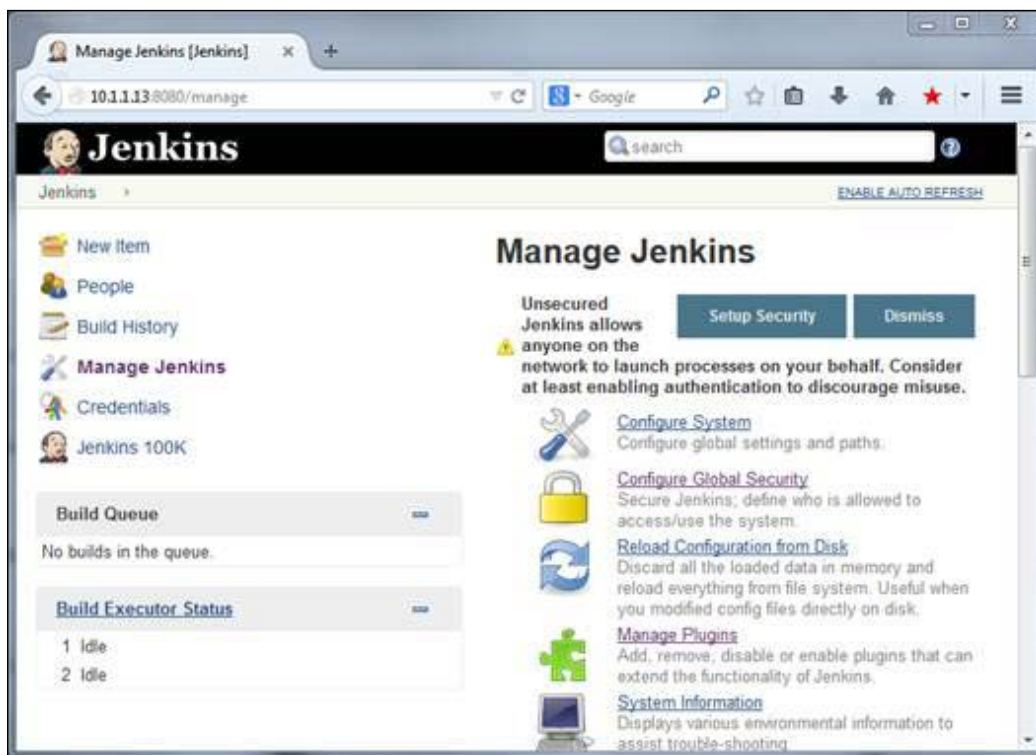 Manage Jenkins [Jenkins]
10.1.1.13:8080/manage
Google
Jenkins
search
Jenkins
ENABLE AUTO REFRESH
New Item
People
Build History
Manage Jenkins
Credentials
Jenkins 100K
Build Queue
No builds in the queue.
Build Executor Status
1 Idle
2 Idle
Manage Jenkins
Unsecured
Jenkins allows
anyone on the
network to launch processes on your behalf. Consider
at least enabling authentication to discourage misuse.
Setup Security
Dismiss
Configure System
Configure global settings and paths.
Configure Global Security
Secure Jenkins; define who is allowed to
access/use the system.
Reload Configuration from Disk
Discard all the loaded data in memory and
reload everything from file system. Useful when
you modified config files directly on disk.
Manage Plugins
Add, remove, disable or enable plugins that can
extend the functionality of Jenkins.
System Information
Displays various environmental information to
assist trouble-shooting